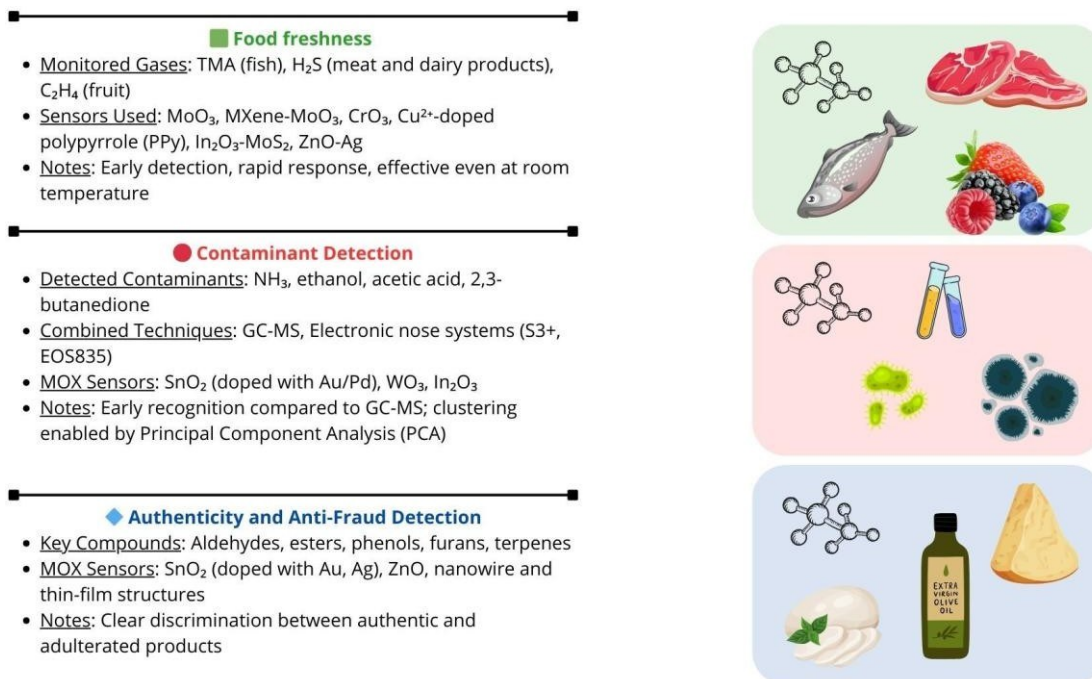 Food freshness
• Monitored Gases: TMA (fish), H₂S (meat and dairy products),
C₂H₄ (fruit)
• Sensors Used: MoO₃, MXene-MoO₃, CrO₃, Cu²⁺-doped
polypyrrole (PPy), In₂O₃-MoS₂, ZnO-Ag
• Notes: Early detection, rapid response, effective even at room
temperature
Contaminant Detection
• Detected Contaminants: NH₃, ethanol, acetic acid, 2,3-
butanedione
• Combined Techniques: GC-MS, Electronic nose systems (S3+,
EOS835)
• MOX Sensors: SnO₂ (doped with Au/Pd), WO₃, In₂O₃
• Notes: Early recognition compared to GC-MS; clustering
enabled by Principal Component Analysis (PCA)
Authenticity and Anti-Fraud Detection
• Key Compounds: Aldehydes, esters, phenols, furans, terpenes
• MOX Sensors: SnO₂ (doped with Au, Ag), ZnO, nanowire and
thin-film structures
• Notes: Clear discrimination between authentic and
adulterated products
EXTRA
VIRGIN
OLIVE
OIL